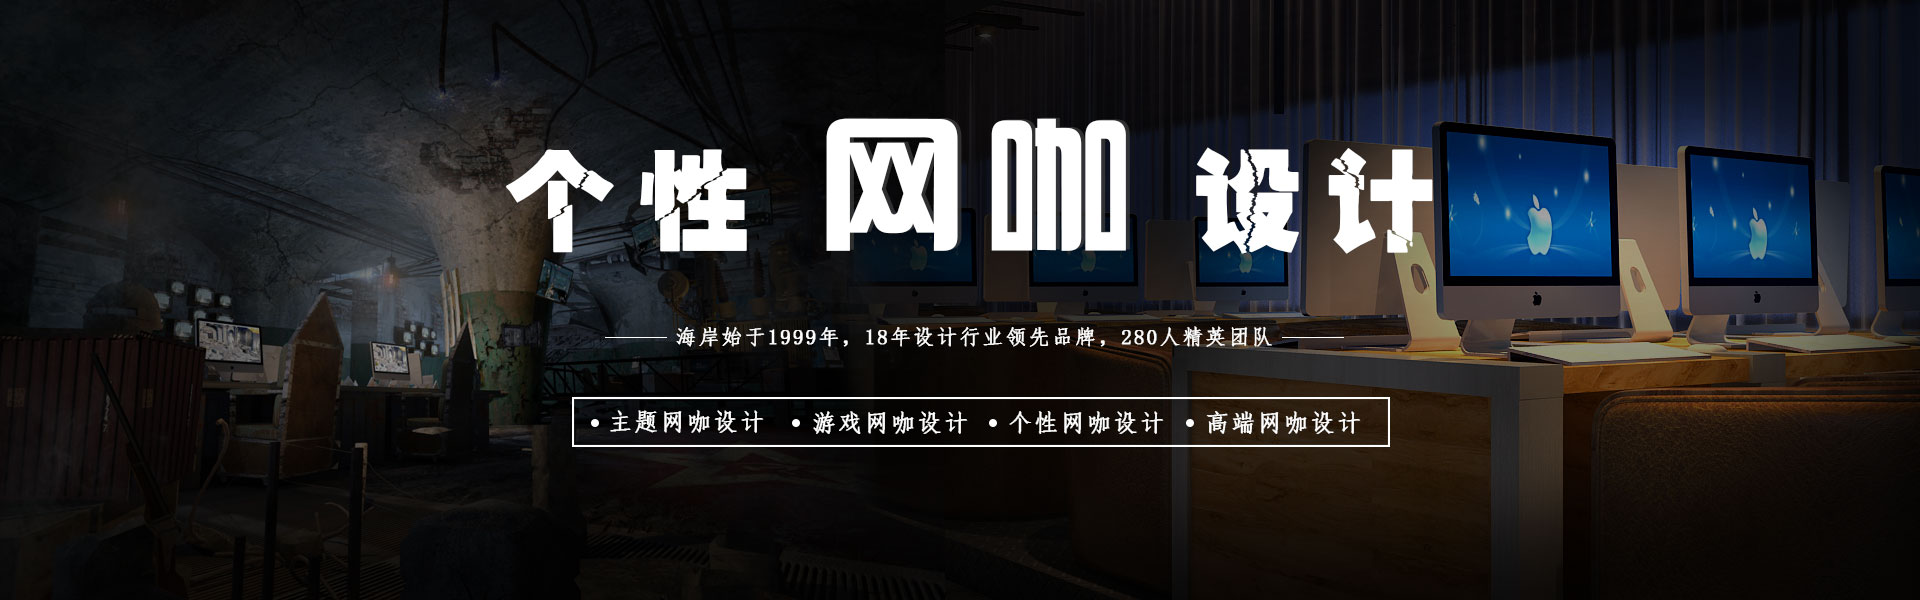 个性 网咖 设计
海岸始于1999年，18年设计行业领先品牌，280人精英团队
• 主题网咖设计 • 游戏网咖设计 • 个性网咖设计 • 高端网咖设计